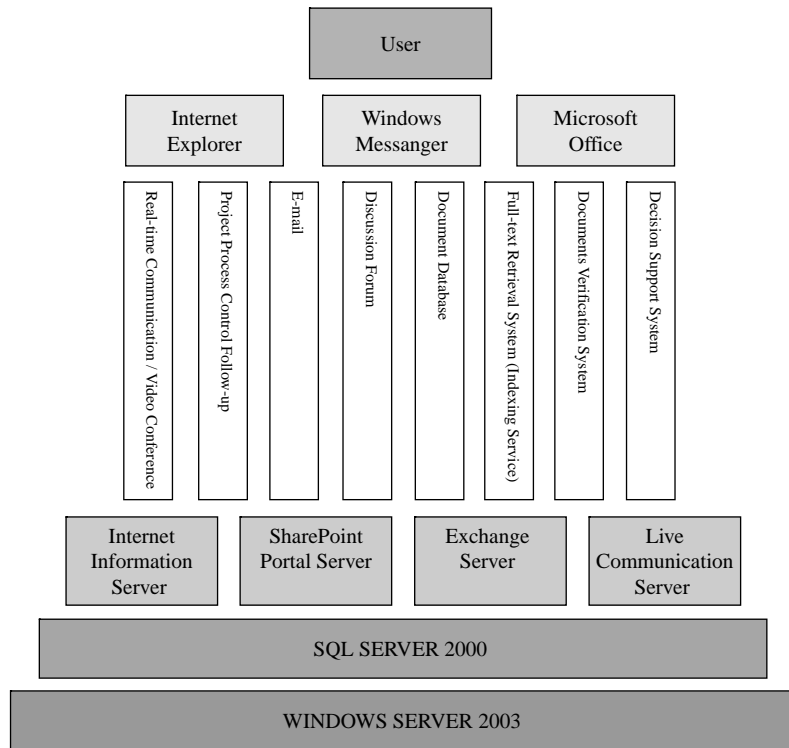 User
Internet
Explorer
Windows
Messanger
Microsoft
Office
Real-time Communication / Video Conference
Project Process Control Follow-up
E-mail
Discussion Forum
Document Database
Full-text Retrieval System (Indexing Service)
Documents Verification System
Decision Support System
Internet
Information
Server
SharePoint
Portal Server
Exchange
Server
Live
Communication
Server
SQL SERVER 2000
WINDOWS SERVER 2003